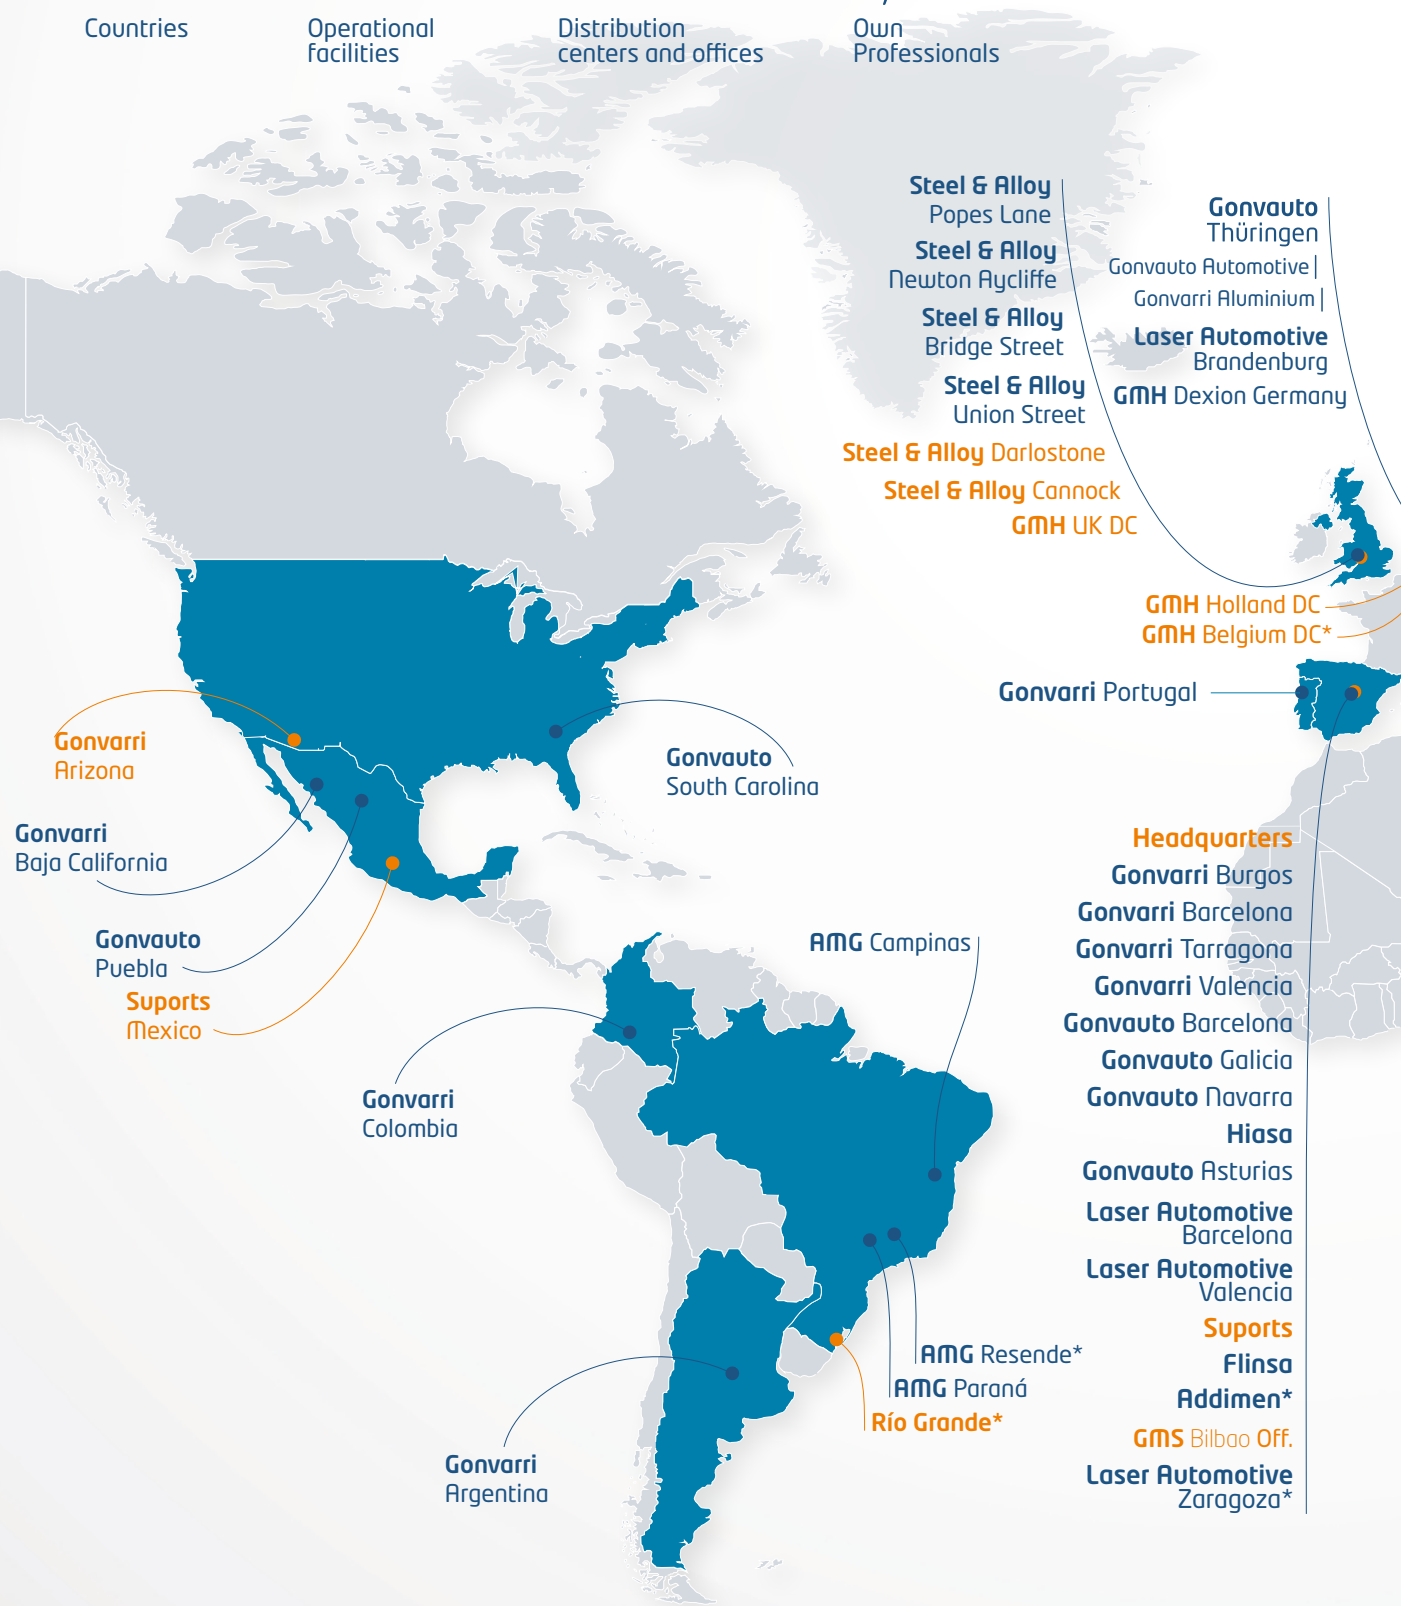 Countries
Operational
facilities
Distribution
centers and offices
Own
Professionals
Steel & Alloy
Popes Lane
Steel & Alloy
Newton Aycliffe
Steel & Alloy
Bridge Street
Steel & Alloy
Union Street
Steel & Alloy Darlostone
Steel & Alloy Cannock
GMH UK DC
Gonvauto
Thüringen
Gonvauto Automotive
Gonvarri Aluminium
Laser Automotive
Brandenburg
GMH Dexion Germany
GMH Holland DC
GMH Belgium DC*
Gonvarri Portugal
Gonvarri
Arizona
Gonvauto
South Carolina
Gonvarri
Baja California
Gonvauto
Puebla
Suports
Mexico
Gonvarri
Colombia
AMG Campinas
AMG Resende*
AMG Paraná
Río Grande*
Gonvarri
Argentina
Headquarters
Gonvarri Burgos
Gonvarri Barcelona
Gonvarri Tarragona
Gonvarri Valencia
Gonvauto Barcelona
Gonvauto Galicia
Gonvauto Navarra
Hiasa
Gonvauto Asturias
Laser Automotive
Barcelona
Laser Automotive
Valencia
Suports
Flinsa
Addimen*
GMS Bilbao Off.
Laser Automotive
Zaragoza*